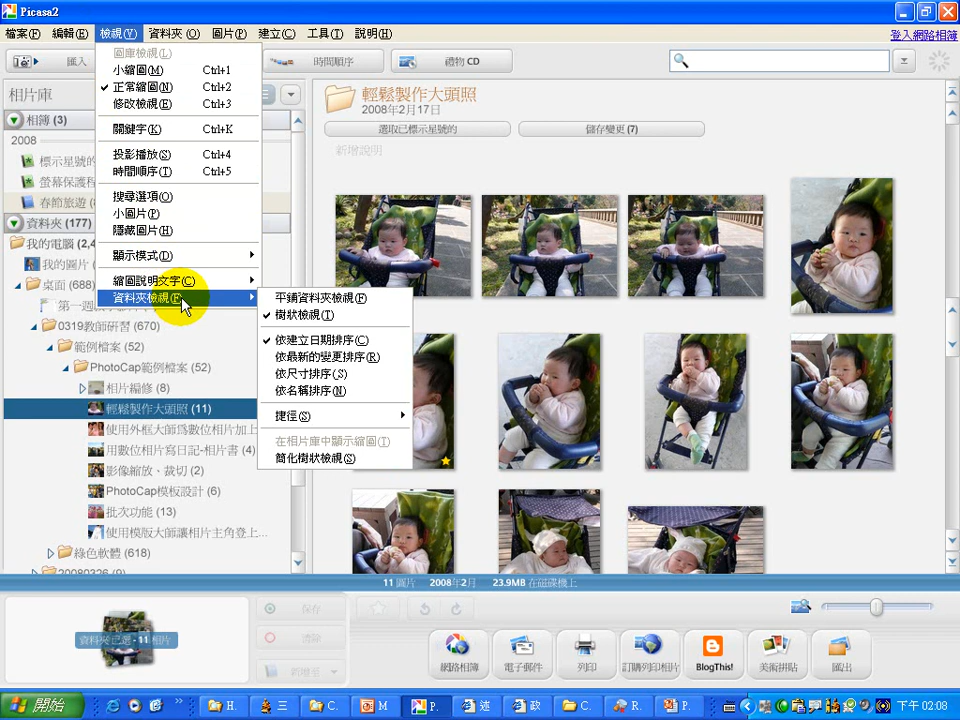 Picasa2
檔案(F) 編輯(E) 檢視(V) 資料夾(O) 圖片(P) 建立(C) 工具(T) 說明(H)
登入網路相簿
匯入
時間順序
禮物 CD
圖庫檢視(L)
小縮圖(M) Ctrl+1
正常縮圖(N) Ctrl+2
修改檢視(E) Ctrl+3
關鍵字(K) Ctrl+K
投影播放(S) Ctrl+4
時間順序(T) Ctrl+5
搜尋選項(O)
小圖片(P)
隱藏圖片(H)
顯示模式(D)
縮圖說明文字(C)
資料夾檢視(F)
平鋪資料夾檢視(F)
樹狀檢視(T)
依建立日期排序(C)
依最新的變更排序(R)
依尺寸排序(S)
依名稱排序(N)
捷徑(S)
在相片庫中顯示縮圖(I)
簡化樹狀檢視(S)
相片庫
相簿 (3)
2008
標示星號的
螢幕保護程
春節旅遊
資料夾 (177)
我的電腦 (2,4
我的圖片
桌面 (688)
第一週
0319教師研習 (670)
範例檔案 (52)
PhotoCap範例檔案 (52)
相片編修 (8)
輕鬆製作大頭照 (11)
使用外框大師為數位相片加上
用數位相片寫日記-相片書 (4)
影像縮放、裁切 (2)
PhotoCap模板設計 (6)
批次功能 (13)
使用模版大師讓相片主角登上...
綠色軟體 (618)
20080326 (9)
輕鬆製作大頭照
2008年2月17日
選取已標示星號的
儲存變更 (7)
新增說明
11 圖片 2008年2月 23.9MB 在磁碟機上
資料夾已選 - 11 相片
保存
清除
新增至
網路相簿
電子郵件
列印
訂購列印相片
BlogThis!
美術拼貼
匯出
開始
H.
三
C.
M
P.
迷
政
C.
R.
P.
下午 02:08